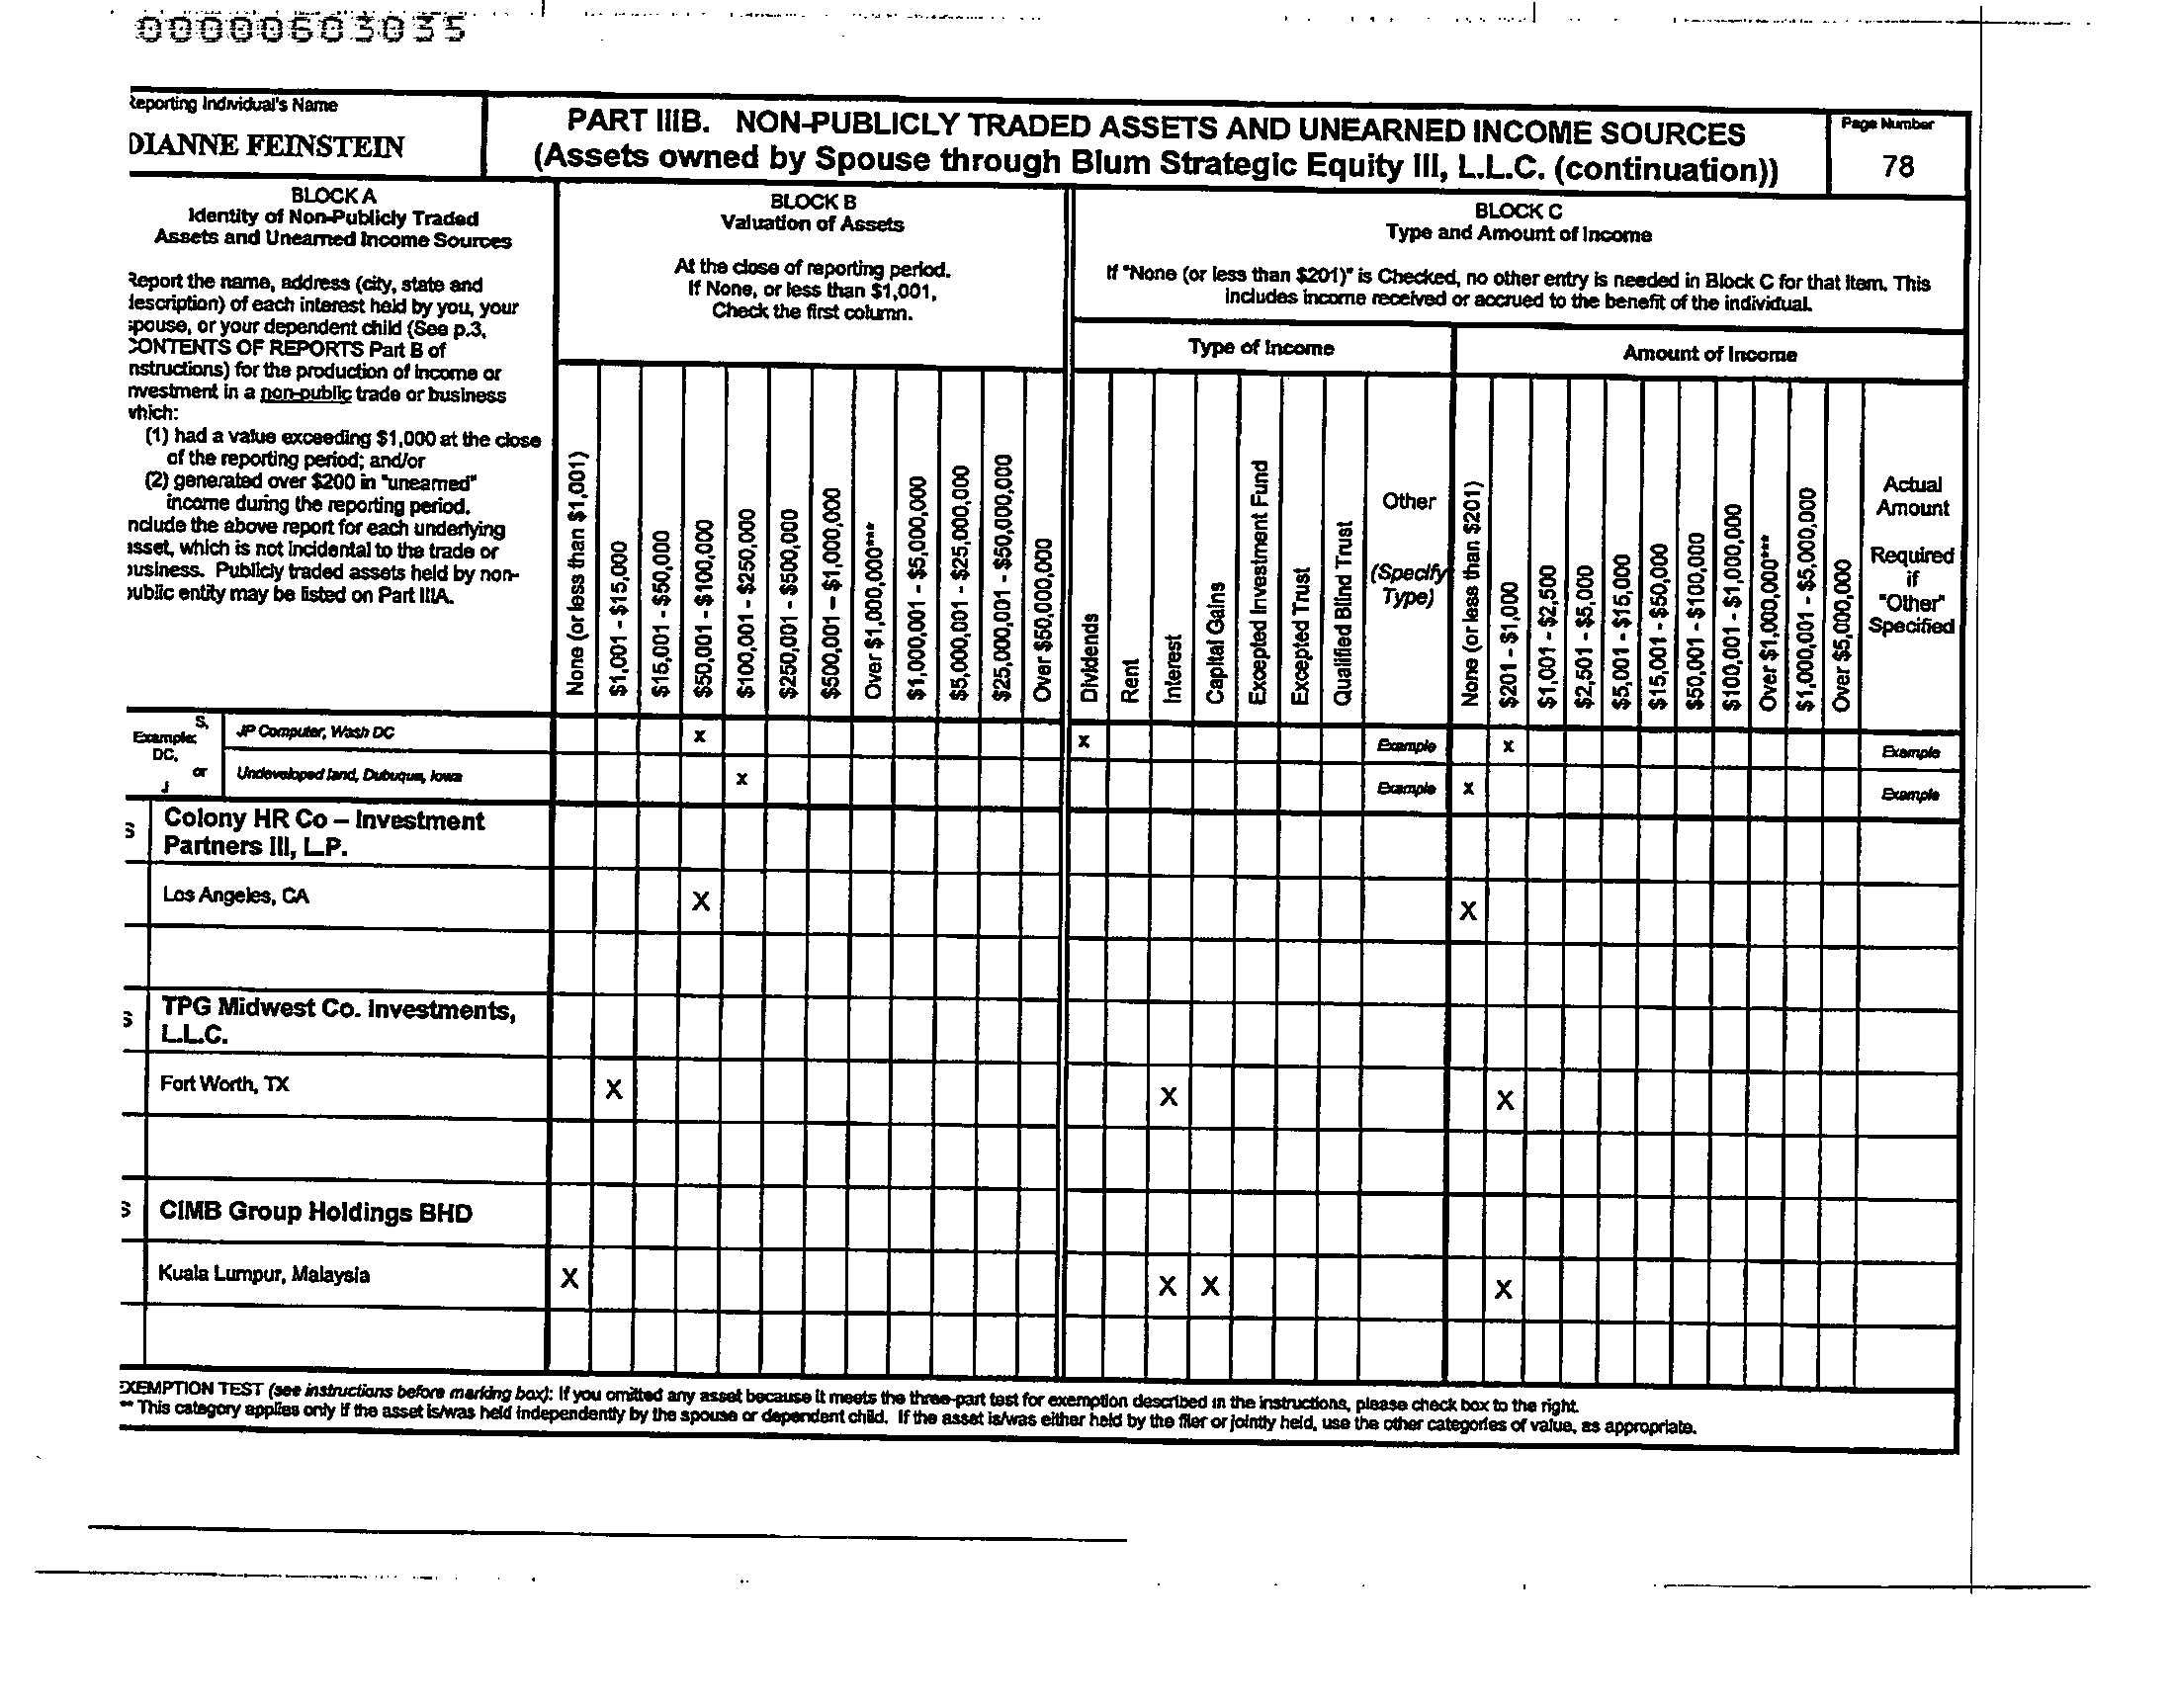 00000603035
Reporting Individual's Name
DIANNE FEINSTEIN
PART IIIB. NON-PUBLICLY TRADED ASSETS AND UNEARNED INCOME SOURCES
(Assets owned by Spouse through Blum Strategic Equity III, L.L.C. (continuation))
Page Number
78
BLOCK A
Identity of Non-Publicly Traded
Assets and Unearned Income Sources
Report the name, address (city, state and
description) of each interest held by you, your
spouse, or your dependent child (See p.3,
CONTENTS OF REPORTS Part B of
nstructions) for the production of income or
nvestment in a non-public trade or business
which:
(1) had a value exceeding $1,000 at the close
of the reporting period; and/or
(2) generated over $200 in "unearned"
income during the reporting period.
nclude the above report for each underlying
asset, which is not incidental to the trade or
business. Publicly traded assets held by non-
public entity may be listed on Part IIIA.
BLOCK B
Valuation of Assets
At the close of reporting period.
If None, or less than $1,001,
Check the first column.
None (or less than $1,001)
$1,001 - $15,000
$15,001 - $50,000
$50,001 - $100,000
$100,001 - $250,000
$250,001 - $500,000
$500,001 – $1,000,000
Over $1,000,000***
$1,000,001 - $5,000,000
$5,000,001 - $25,000,000
$25,000,001 - $50,000,000
Over $50,000,000
BLOCK C
Type and Amount of Income
If "None (or less than $201)" is Checked, no other entry is needed in Block C for that item. This
includes income received or accrued to the benefit of the individual.
Type of Income
Dividends
Rent
Interest
Capital Gains
Excepted Investment Fund
Excepted Trust
Qualified Blind Trust
Other
(Specify
Type)
Amount of Income
None (or less than $201)
$201 - $1,000
$1,001 - $2,500
$2,501 - $5,000
$5,001 - $15,000
$15,001 - $50,000
$50,001 - $100,000
$100,001 - $1,000,000
Over $1,000,000***
$1,000,001 - $5,000,000
Over $5,000,000
Actual
Amount
Required
if
"Other"
Specified
Example: S,
DC,
or
J
JP Computer, Wash DC x x Example x Example
Undeveloped land, Dubuque, Iowa x Example x Example
S Colony HR Co – Investment
Partners III, L.P.
Los Angeles, CA X X
S TPG Midwest Co. Investments,
L.L.C.
Fort Worth, TX X X X
S CIMB Group Holdings BHD
Kuala Lumpur, Malaysia X X X X
EXEMPTION TEST (see instructions before marking box): If you omitted any asset because it meets the three-part test for exemption described in the instructions, please check box to the right.
** This category applies only if the asset is/was held independently by the spouse or dependent child. If the asset is/was either held by the filer or jointly held, use the other categories of value, as appropriate.